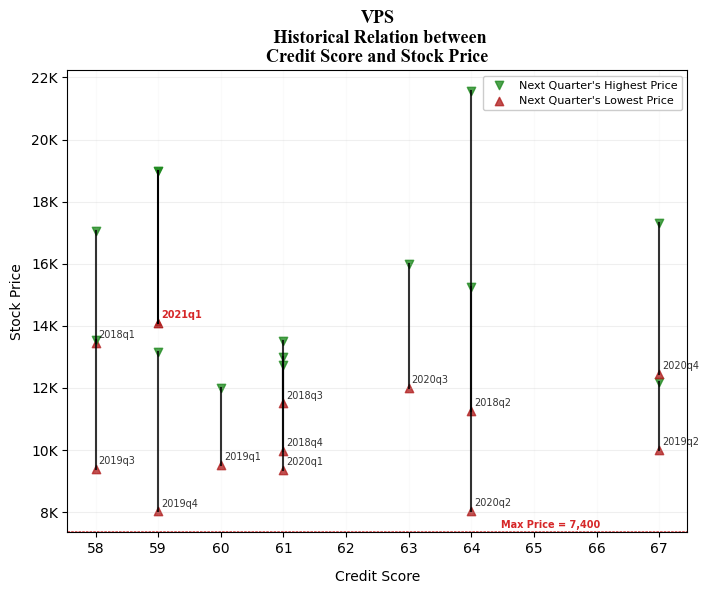 VPS
Historical Relation between
Credit Score and Stock Price
Next Quarter's Highest Price
Next Quarter's Lowest Price
22K
20K
18K
16K
14K
12K
10K
8K
Stock Price
2021q1
2018q1
2020q4
2020q3
2018q3
2018q2
2018q4
2019q2
2019q1
2020q1
2019q3
2019q4
2020q2
Max Price = 7,400
58 59 60 61 62 63 64 65 66 67
Credit Score